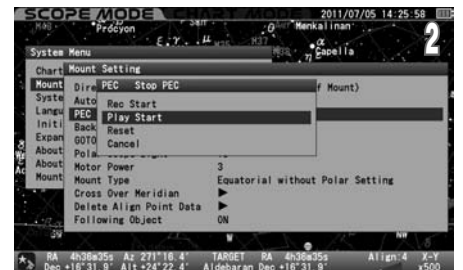 SCOPE MODE CHART MODE 2011/07/05 14:25:58
2
Procyon Menkalinan
Capella
System Menu
Chart Mount Setting
Mount Dire PEC Stop PEC f Mount)
Syste Auto Rec Start
Langu PEC Play Start
Initi Back Reset
Expan GOTO Cancel
About
About Motor Power 3
Mount Mount Type Equatorial without Polar Setting
Cross Over Meridian ▶
Delete Align Point Data ▶
Following Object ON
W NW
RA 4h36m35s Az 271°16.4' TARGET RA 4h36m35s Align:4 X-Y
Dec +16°31.9' Alt +24°22.4' Aldebaran Dec +16°31.9' x500